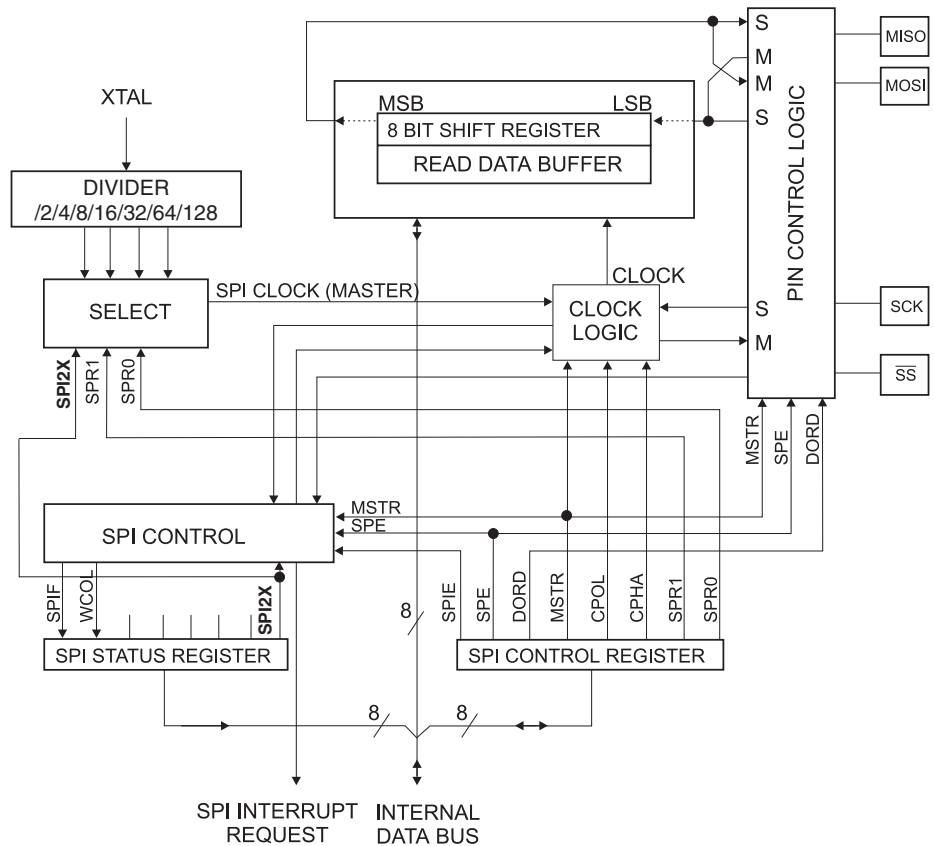 S
M
M
S
MISO
MOSI
PIN CONTROL LOGIC
MSB
LSB
8 BIT SHIFT REGISTER
READ DATA BUFFER
XTAL
DIVIDER
/2/4/8/16/32/64/128
SPI CLOCK (MASTER)
SELECT
CLOCK
CLOCK
LOGIC
S
M
SCK
SS
SPI2X
SPR1
SPR0
MSTR
SPE
DORD
MSTR
SPE
SPI CONTROL
SPIF
WCOL
SPI2X
8
SPIE
SPE
DORD
MSTR
CPOL
CPHA
SPR1
SPR0
SPI STATUS REGISTER
SPI CONTROL REGISTER
8
8
SPI INTERRUPT
REQUEST
INTERNAL
DATA BUS